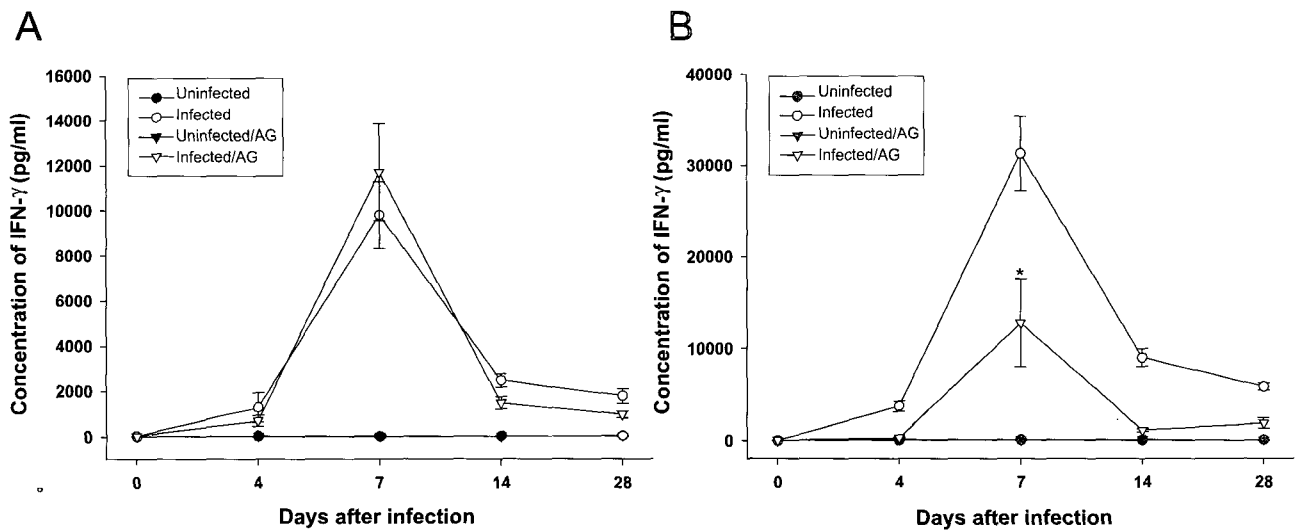 A
Concentration of IFN-γ (pg/ml)
16000
14000
12000
10000
8000
6000
4000
2000
0
Uninfected
Infected
Uninfected/AG
Infected/AG
0 4 7 14 28
Days after infection
B
Concentration of IFN-γ (pg/ml)
40000
30000
20000
10000
0
Uninfected
Infected
Uninfected/AG
Infected/AG
*
0 4 7 14 28
Days after infection